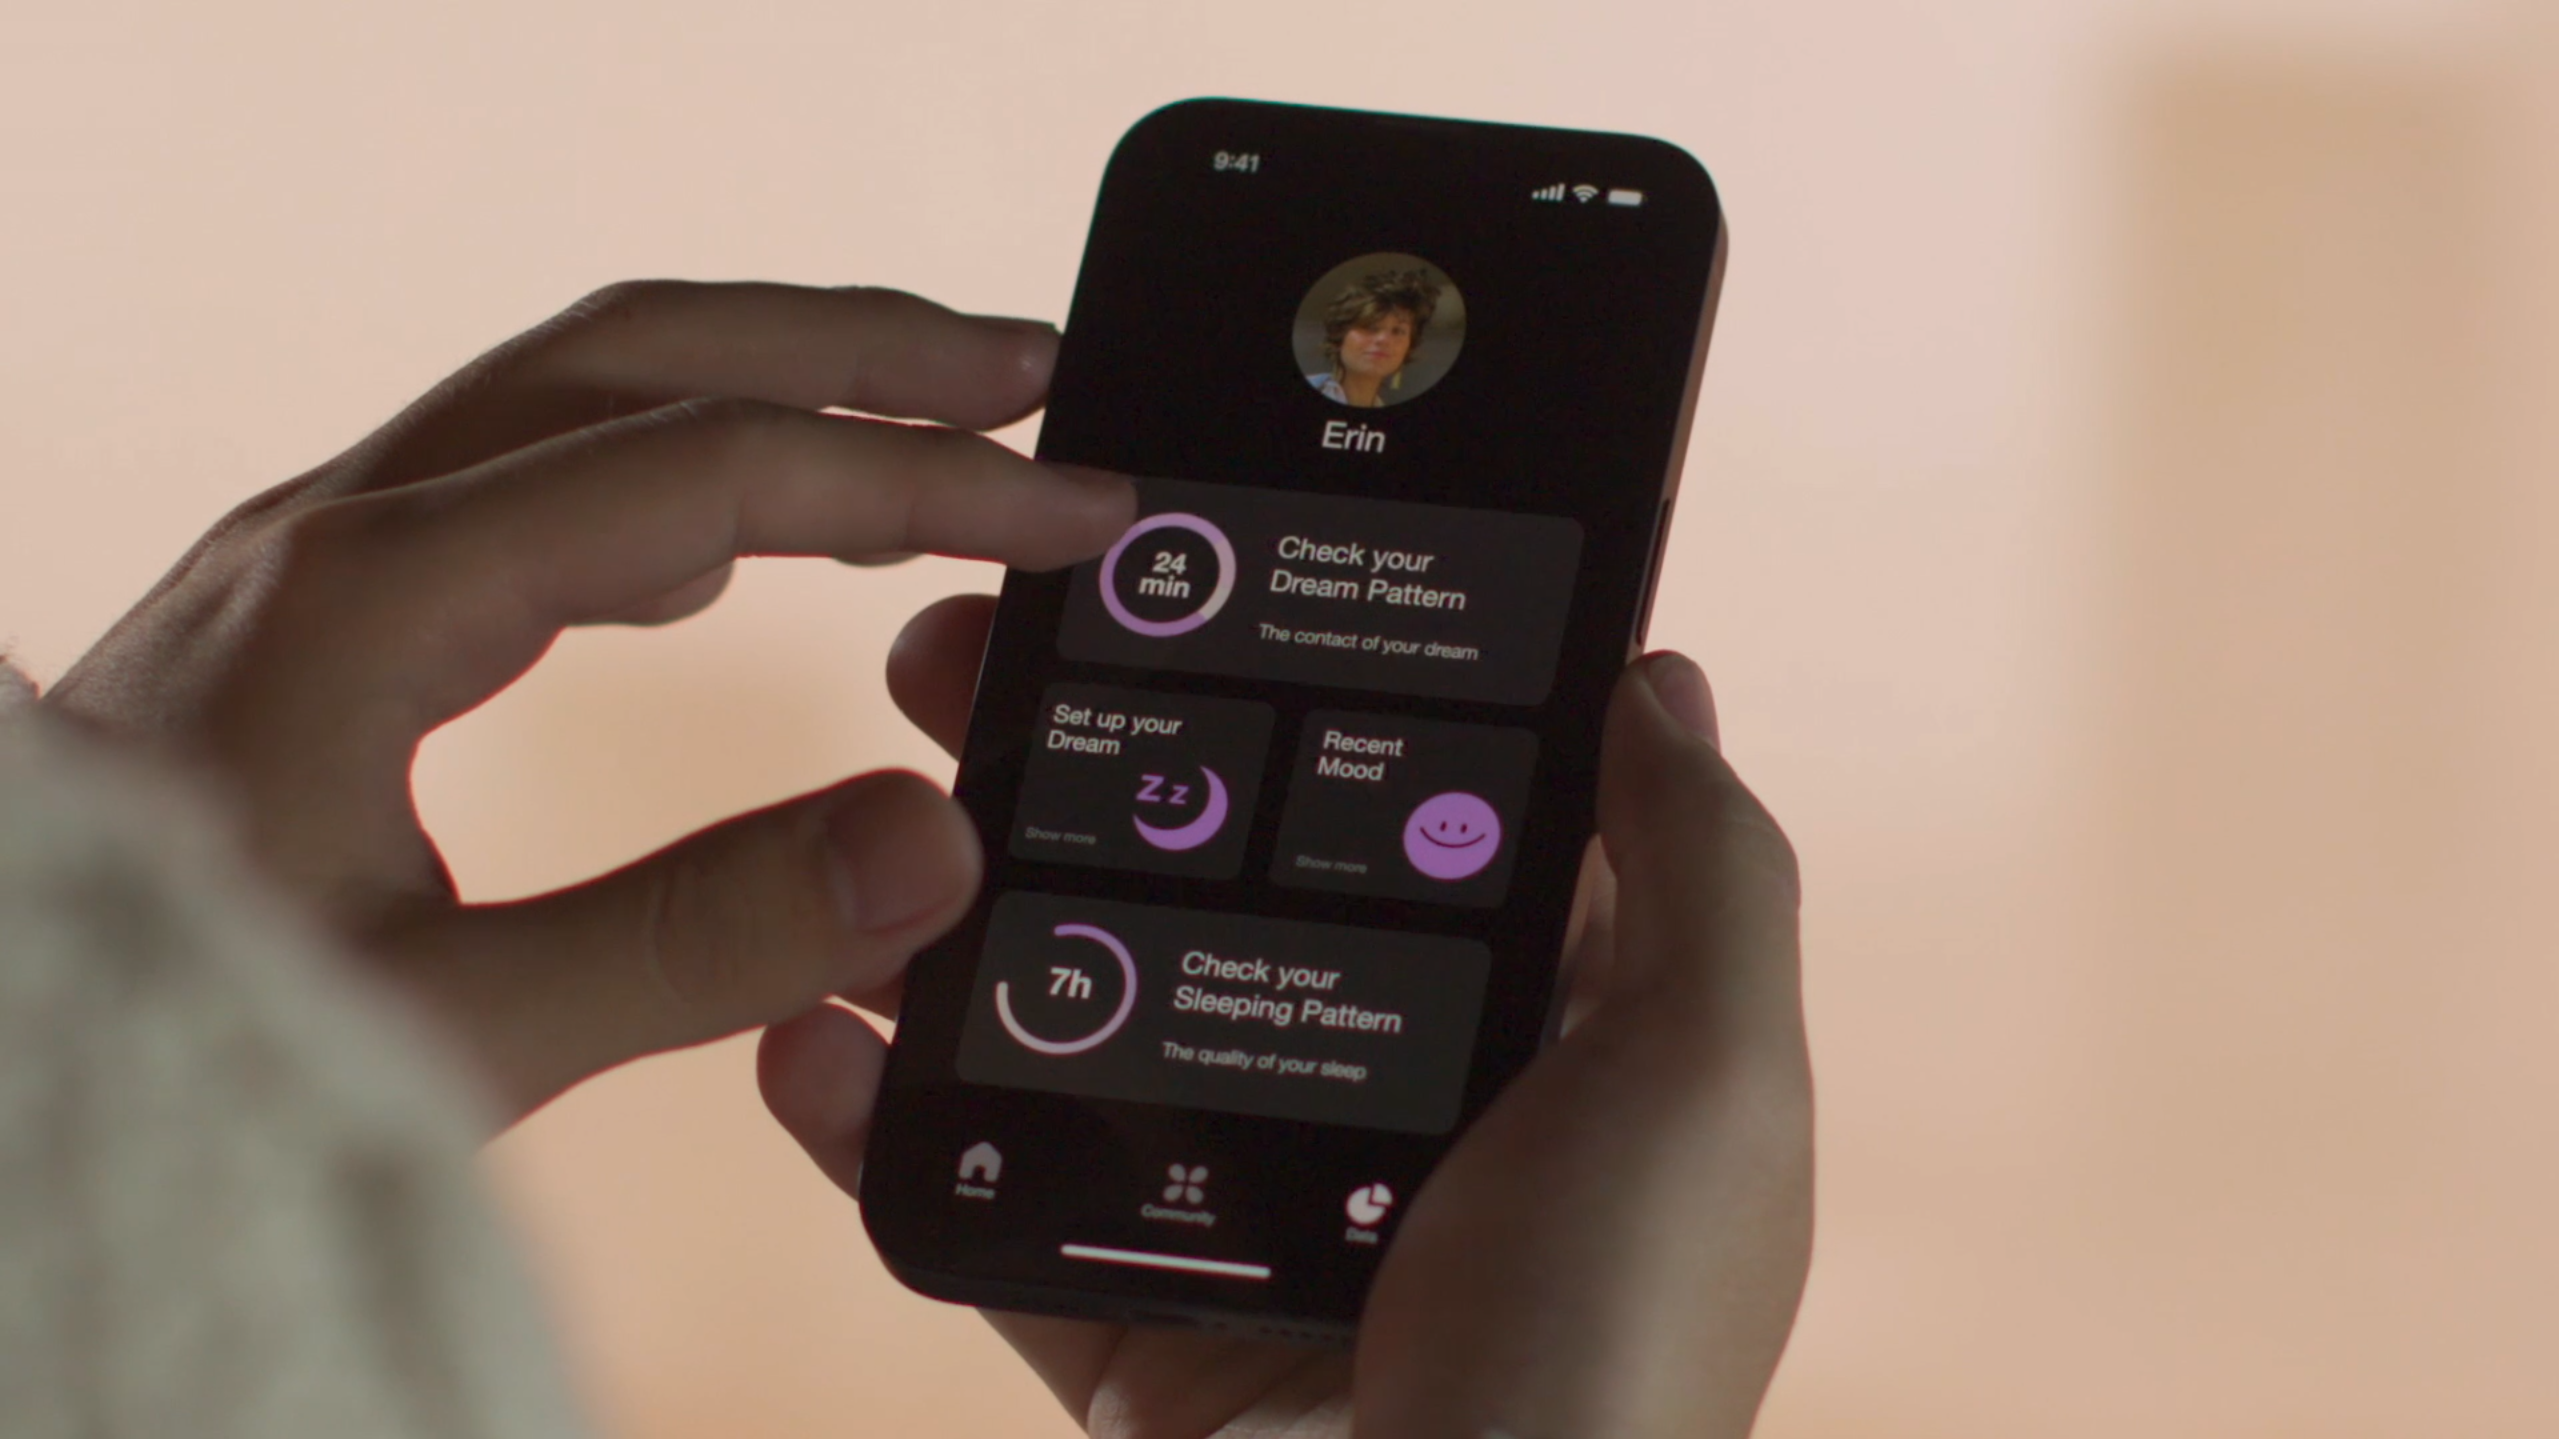 9:41
Erin
24
min
Check your
Dream Pattern
The contact of your dream
Set up your
Dream
Z z
Show more
Recent
Mood
Show more
7h
Check your
Sleeping Pattern
The quality of your sleep
Home
Community
Data